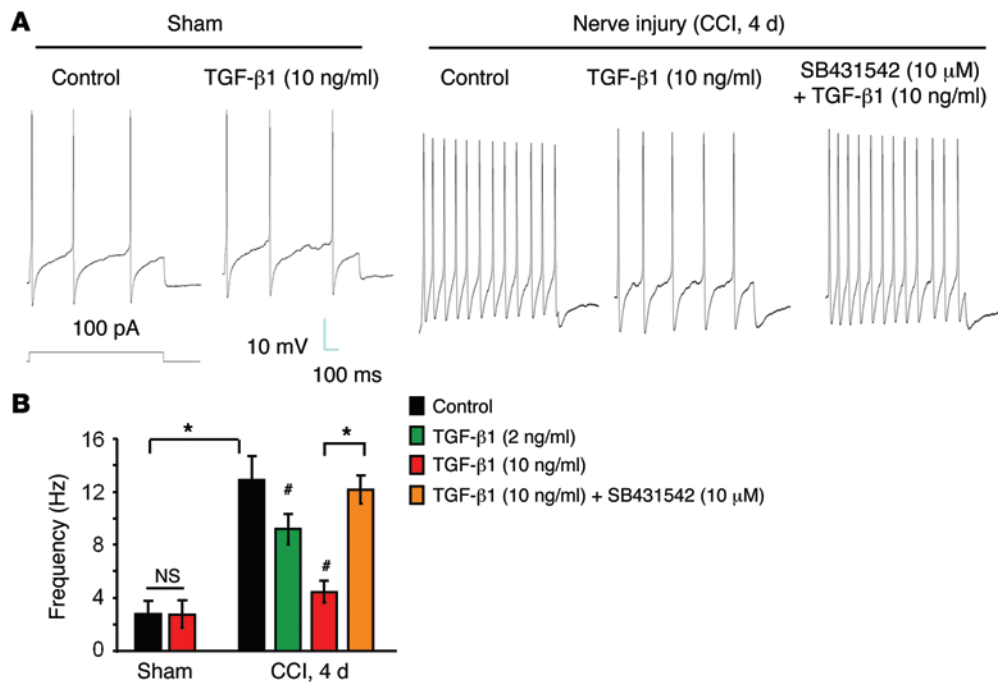 A
Sham
Nerve injury (CCI, 4 d)
Control
TGF-β1 (10 ng/ml)
Control
TGF-β1 (10 ng/ml)
SB431542 (10 μM)
+ TGF-β1 (10 ng/ml)
100 pA
10 mV
100 ms
B
Control
TGF-β1 (2 ng/ml)
TGF-β1 (10 ng/ml)
TGF-β1 (10 ng/ml) + SB431542 (10 μM)
Frequency (Hz)
16
12
8
4
0
NS
*
#
#
*
Sham
CCI, 4 d